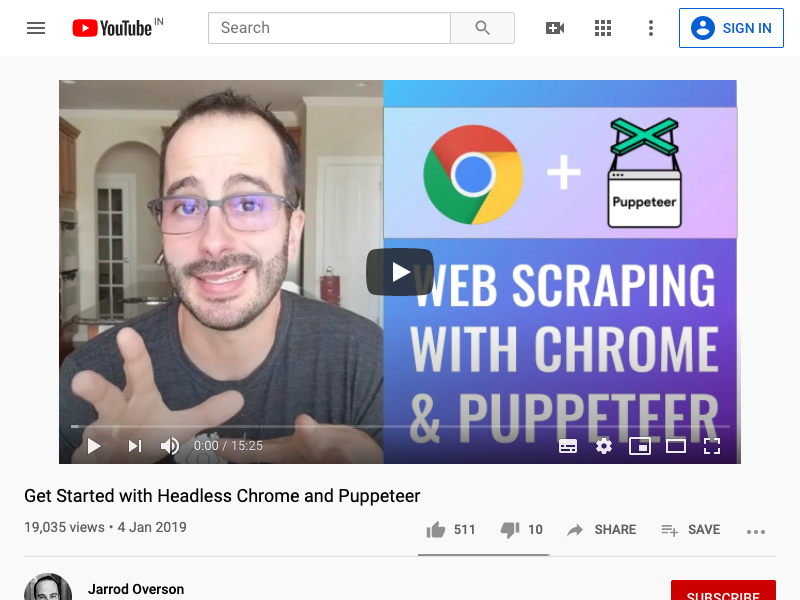 YouTube IN
Search
SIGN IN
Puppeteer
WEB SCRAPING
WITH CHROME
& PUPPETEER
0:00 / 15:25
Get Started with Headless Chrome and Puppeteer
19,035 views • 4 Jan 2019
511
10
SHARE
SAVE
Jarrod Overson
SUBSCRIBE